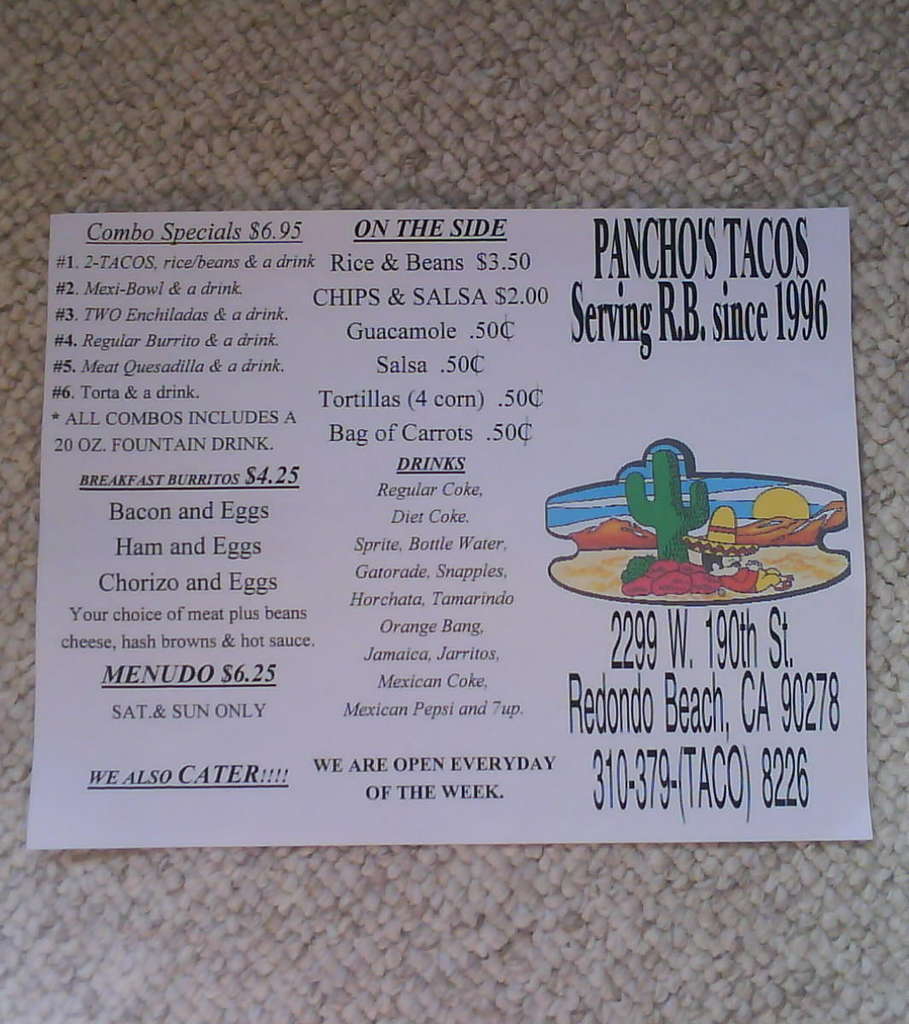 Combo Specials $6.95
#1. 2-TACOS, rice/beans & a drink
#2. Mexi-Bowl & a drink.
#3. TWO Enchiladas & a drink.
#4. Regular Burrito & a drink.
#5. Meat Quesadilla & a drink.
#6. Torta & a drink.
* ALL COMBOS INCLUDES A
20 OZ. FOUNTAIN DRINK.
BREAKFAST BURRITOS $4.25
Bacon and Eggs
Ham and Eggs
Chorizo and Eggs
Your choice of meat plus beans
cheese, hash browns & hot sauce.
MENUDO $6.25
SAT.& SUN ONLY
WE ALSO CATER!!!!
ON THE SIDE
Rice & Beans $3.50
CHIPS & SALSA $2.00
Guacamole .50₵
Salsa .50₵
Tortillas (4 corn) .50₵
Bag of Carrots .50₵
DRINKS
Regular Coke,
Diet Coke.
Sprite, Bottle Water,
Gatorade, Snapples,
Horchata, Tamarindo
Orange Bang,
Jamaica, Jarritos,
Mexican Coke,
Mexican Pepsi and 7up.
WE ARE OPEN EVERYDAY
OF THE WEEK.
PANCHO'S TACOS
Serving R.B. since 1996
2299 W. 190th St.
Redondo Beach, CA 90278
310-379-(TACO) 8226